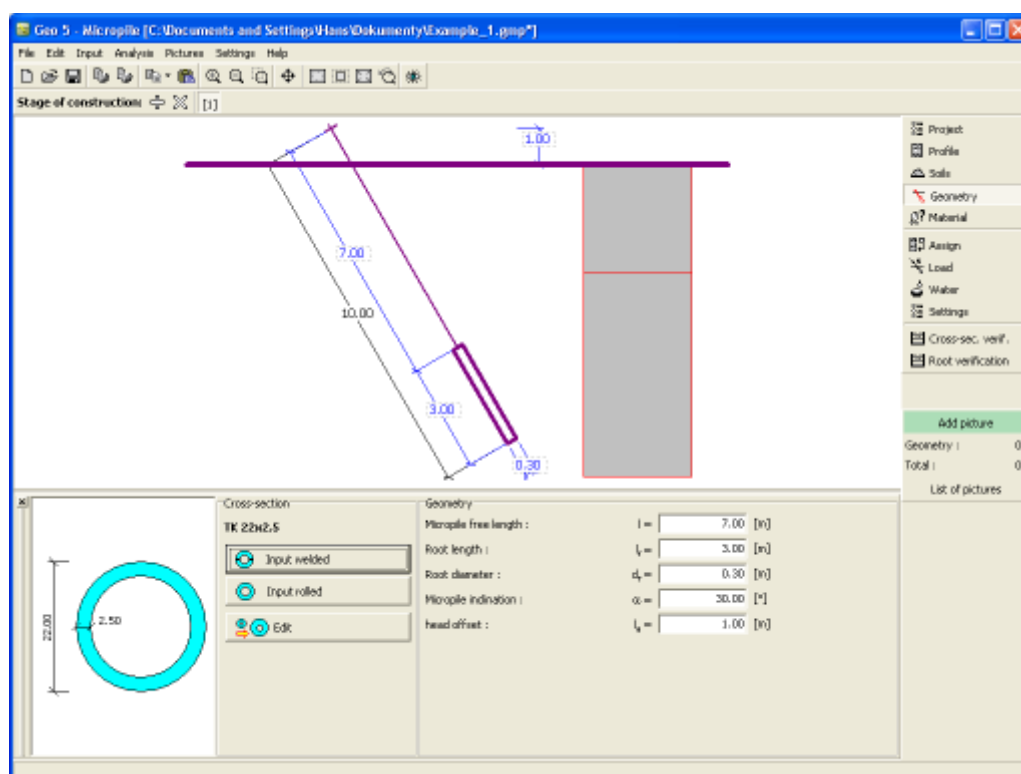 Geo 5 - Micropile [C:\Documents and Settings\Hans\Dokumenty\Example_1.gmp*]
File Edit Input Analysis Pictures Settings Help
Stage of construction: [1]
1.00
7.00
10.00
3.00
0.30
Project
Profile
Soils
Geometry
Material
Assign
Load
Water
Settings
Cross-sec. verif.
Root verification
Add picture
Geometry : 0
Total : 0
List of pictures
22.00
2.50
Cross-section
TK 22x2,5
Input welded
Input rolled
Edit
Geometry
Micropile free length : l = 7.00 [m]
Root length : lr = 3.00 [m]
Root diameter : dr = 0.30 [m]
Micropile inclination : α = 30.00 [°]
head offset : 1.00 [m]